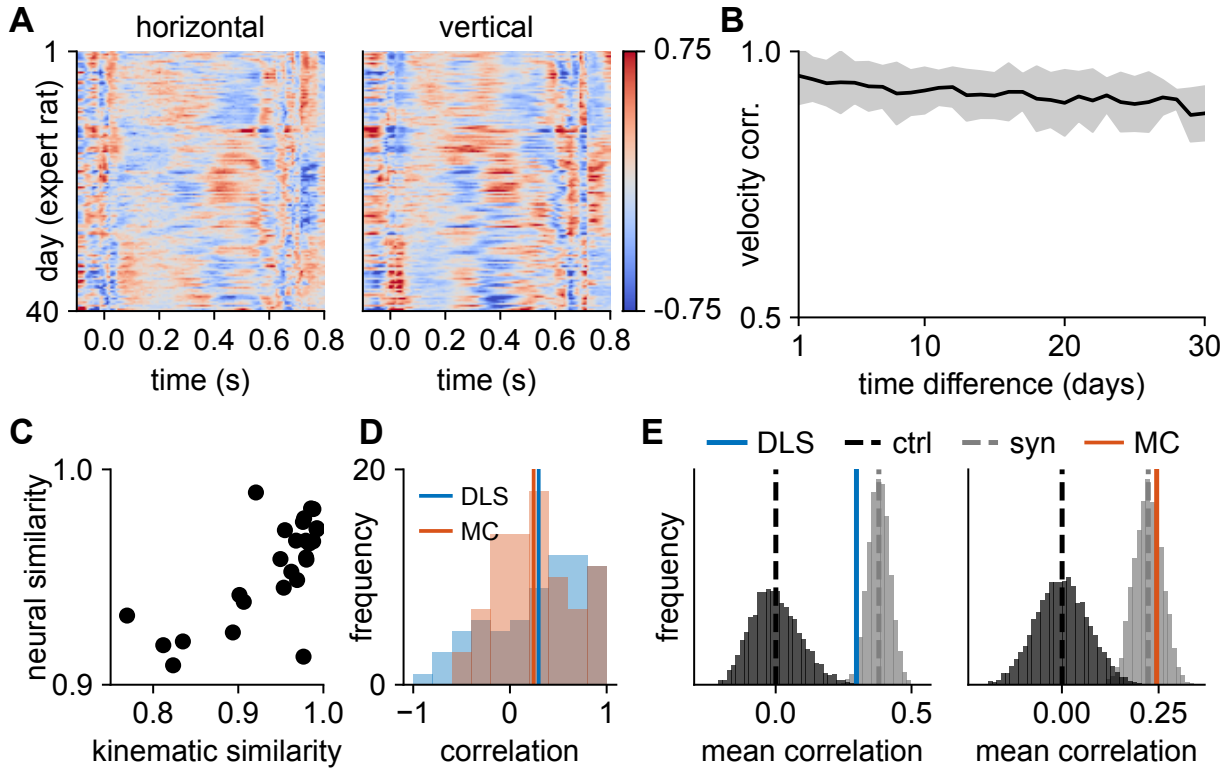 A
horizontal
vertical
B
day (expert rat)
1
40
0.0 0.2 0.4 0.6 0.8
time (s)
0.0 0.2 0.4 0.6 0.8
time (s)
0.75
-0.75
velocity corr.
1.0
0.5
1 10 20 30
time difference (days)
C
neural similarity
1.0
0.9
0.8 0.9 1.0
kinematic similarity
D
frequency
20
0
DLS
MC
−1 0 1
correlation
E
DLS ctrl syn MC
frequency
0.0 0.5
mean correlation
0.00 0.25
mean correlation